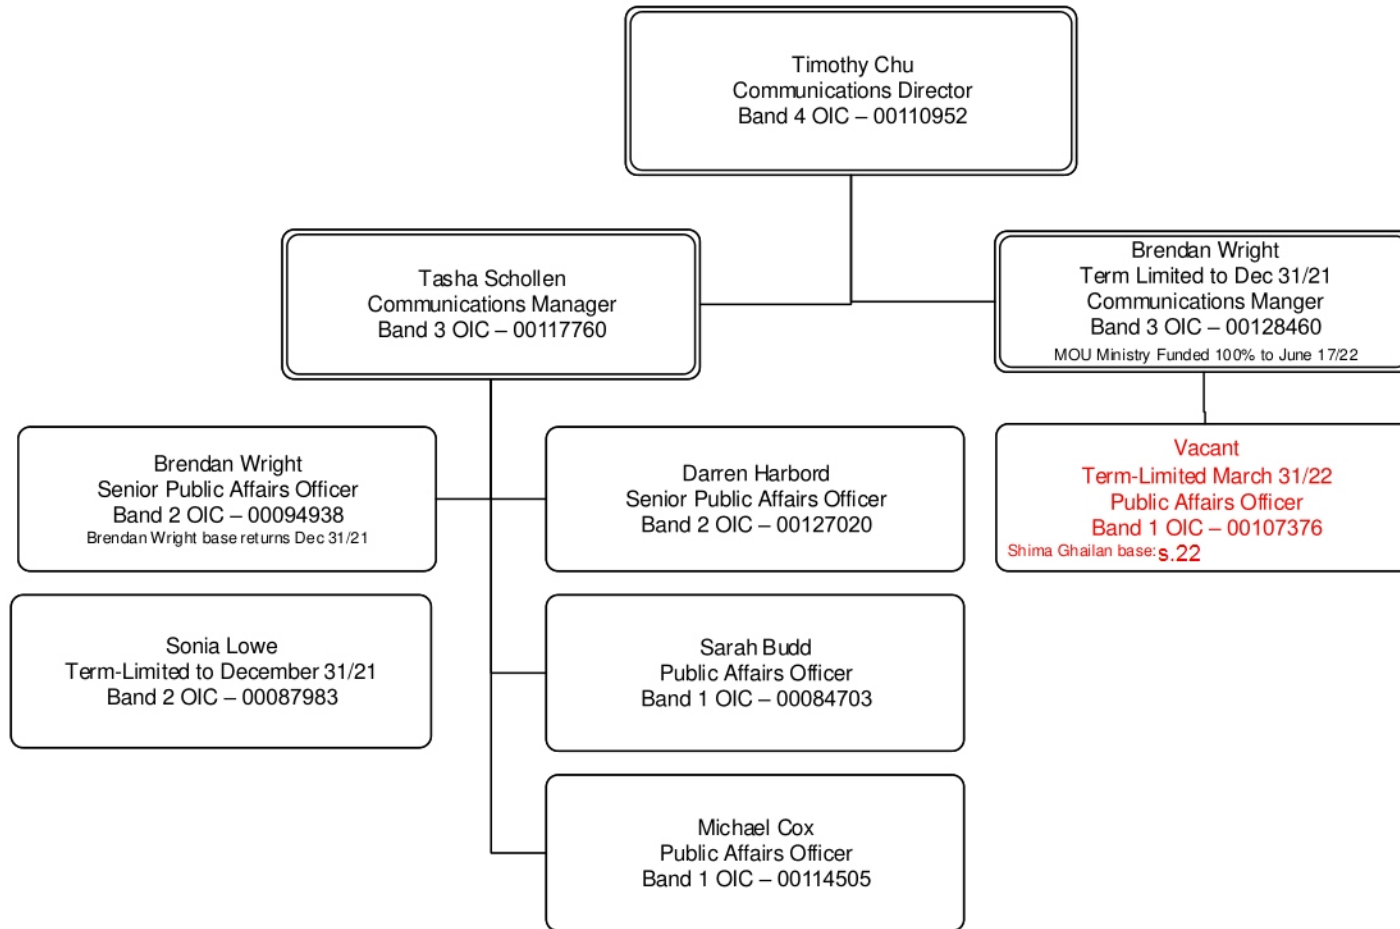 Timothy Chu
Communications Director
Band 4 OIC – 00110952
Tasha Schollen
Communications Manager
Band 3 OIC – 00117760
Brendan Wright
Term Limited to Dec 31/21
Communications Manger
Band 3 OIC – 00128460
MOU Ministry Funded 100% to June 17/22
Brendan Wright
Senior Public Affairs Officer
Band 2 OIC – 00094938
Brendan Wright base returns Dec 31/21
Darren Harbord
Senior Public Affairs Officer
Band 2 OIC – 00127020
Vacant
Term-Limited March 31/22
Public Affairs Officer
Band 1 OIC – 00107376
Shima Ghailan base: s.22
Sonia Lowe
Term-Limited to December 31/21
Band 2 OIC – 00087983
Sarah Budd
Public Affairs Officer
Band 1 OIC – 00084703
Michael Cox
Public Affairs Officer
Band 1 OIC – 00114505